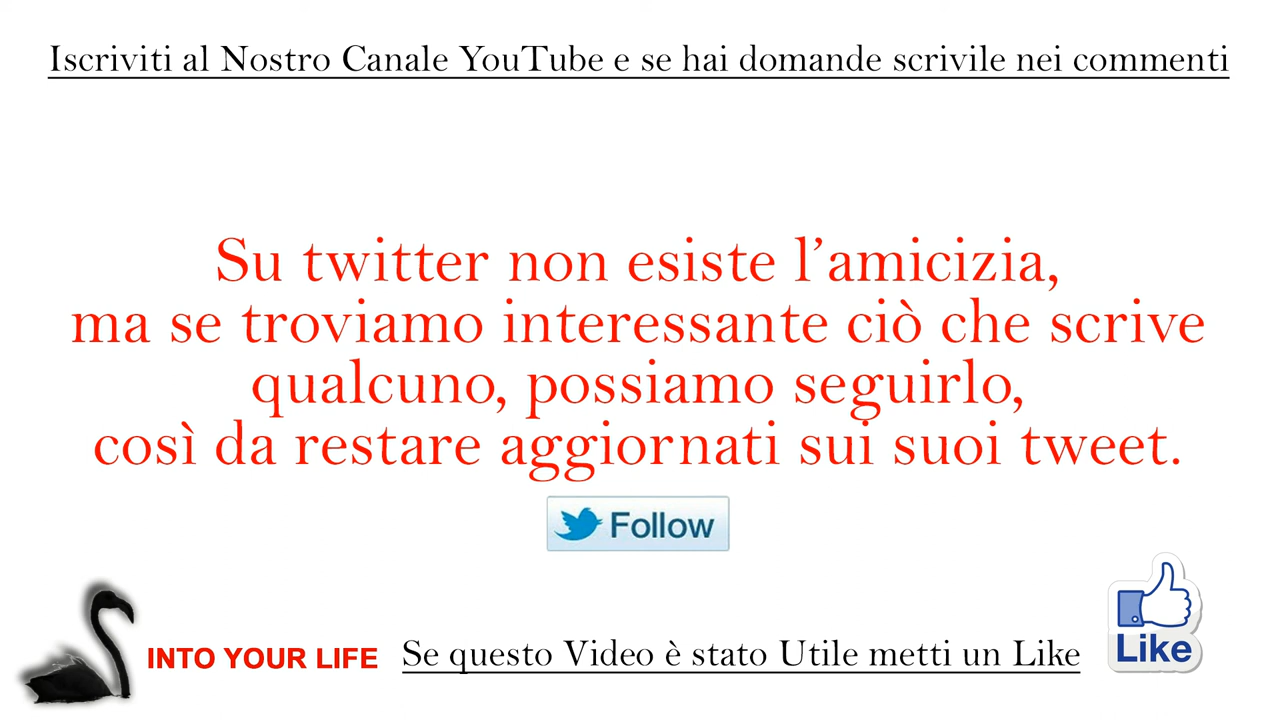 Iscriviti al Nostro Canale YouTube e se hai domande scrivile nei commenti
Su twitter non esiste l’amicizia,
ma se troviamo interessante ciò che scrive
qualcuno, possiamo seguirlo,
così da restare aggiornati sui suoi tweet.
Follow
INTO YOUR LIFE
Se questo Video è stato Utile metti un Like
Like